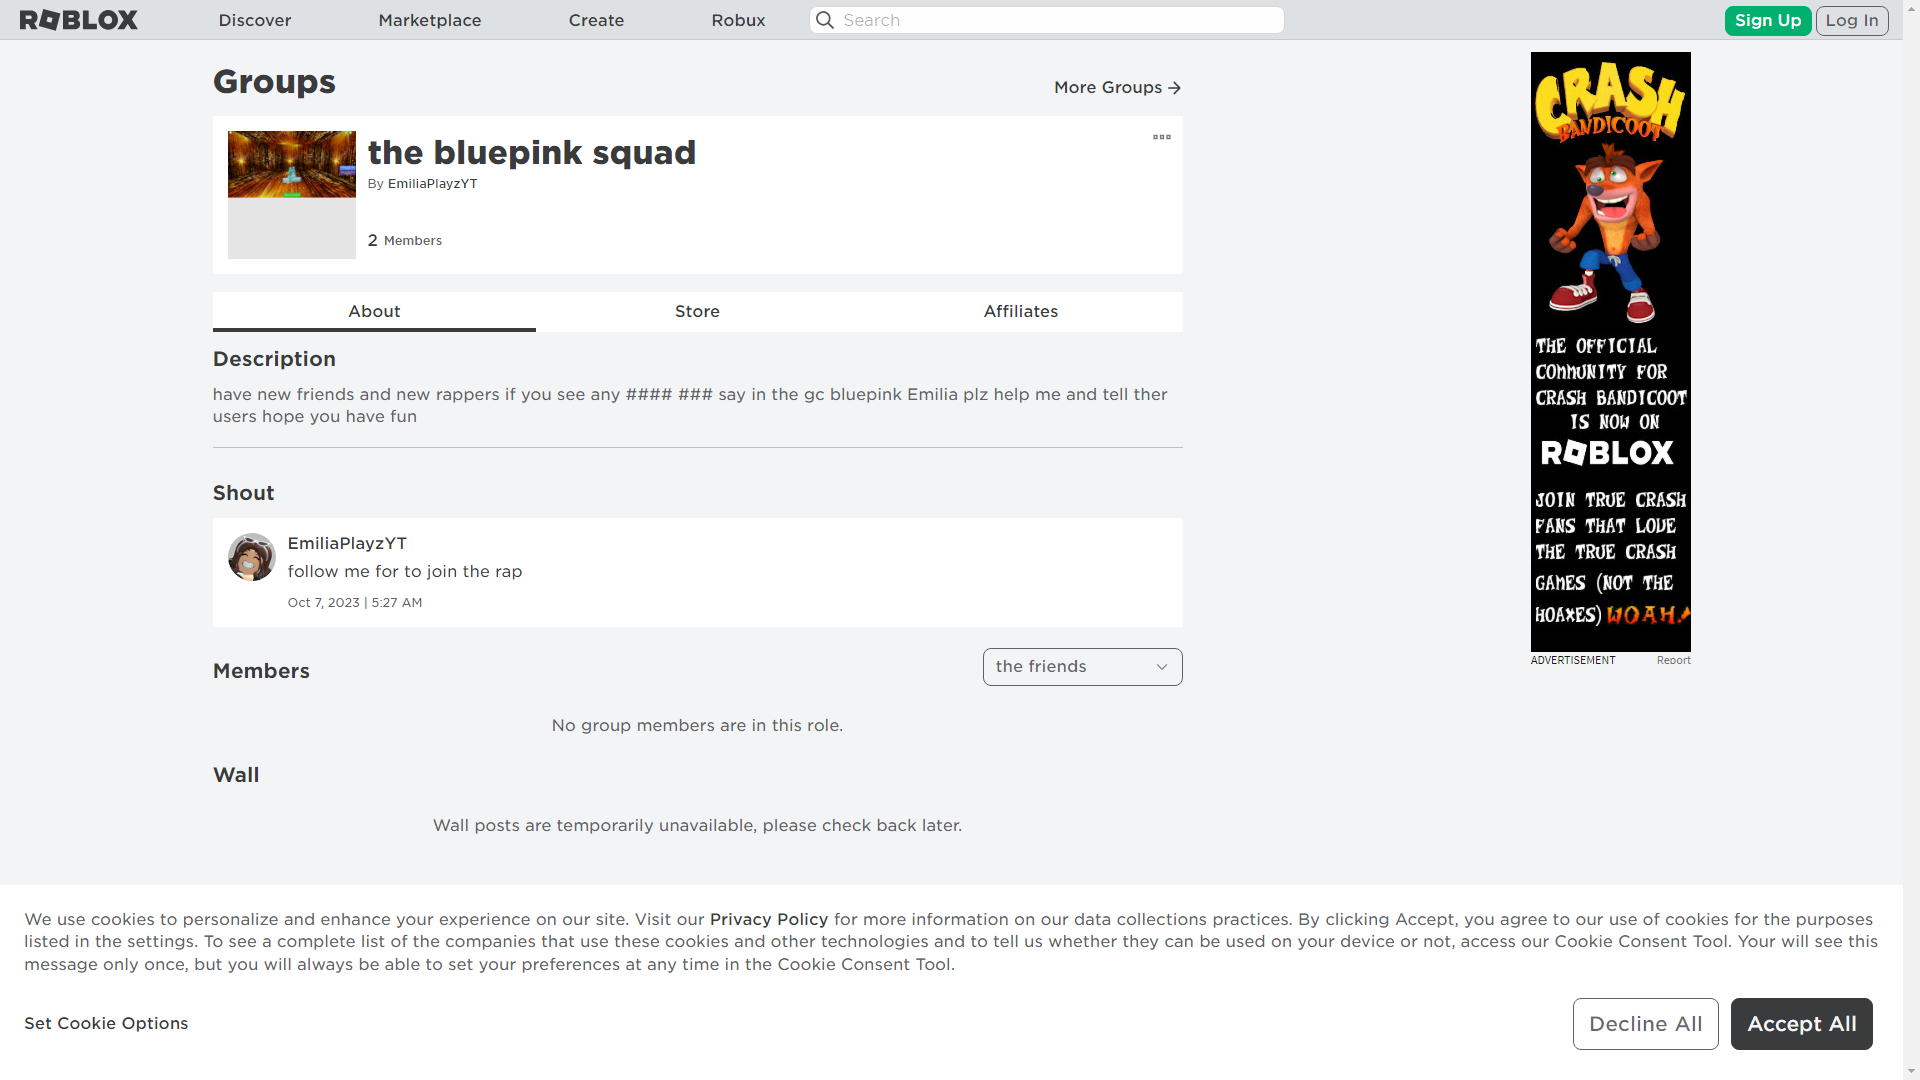 ROBLOX
Discover
Marketplace
Create
Robux
Search
Sign Up
Log In
Groups
More Groups
the bluepink squad
By EmiliaPlayzYT
2 Members
About
Store
Affiliates
Description
have new friends and new rappers if you see any #### ### say in the gc bluepink Emilia plz help me and tell ther
users hope you have fun
Shout
EmiliaPlayzYT
follow me for to join the rap
Oct 7, 2023 | 5:27 AM
Members
the friends
No group members are in this role.
Wall
Wall posts are temporarily unavailable, please check back later.
CRASH
BANDICOOT
THE OFFICIAL
COMMUNITY FOR
CRASH BANDICOOT
IS NOW ON
ROBLOX
JOIN TRUE CRASH
FANS THAT LOVE
THE TRUE CRASH
GAMES (NOT THE
HOAXES) WOAH!
ADVERTISEMENT
Report
We use cookies to personalize and enhance your experience on our site. Visit our Privacy Policy for more information on our data collections practices. By clicking Accept, you agree to our use of cookies for the purposes
listed in the settings. To see a complete list of the companies that use these cookies and other technologies and to tell us whether they can be used on your device or not, access our Cookie Consent Tool. Your will see this
message only once, but you will always be able to set your preferences at any time in the Cookie Consent Tool.
Set Cookie Options
Decline All
Accept All